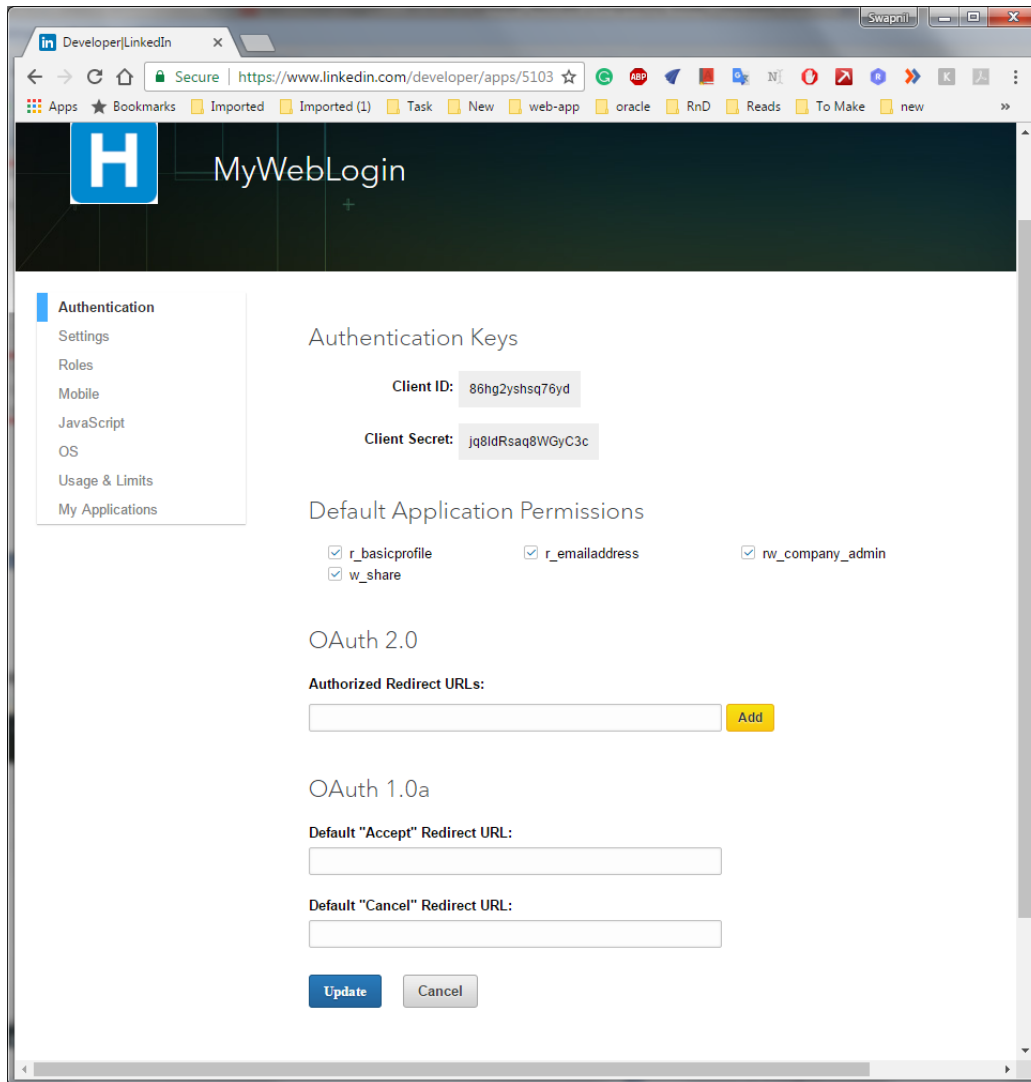 Swapnil
in Developer|LinkedIn
Secure https://www.linkedin.com/developer/apps/5103
Apps Bookmarks Imported Imported (1) Task New web-app oracle RnD Reads To Make new »
H MyWebLogin
Authentication
Settings
Roles
Mobile
JavaScript
OS
Usage & Limits
My Applications
Authentication Keys
Client ID: 86hg2yshsq76yd
Client Secret: jq8ldRsaq8WGyC3c
Default Application Permissions
r_basicprofile r_emailaddress rw_company_admin
w_share
OAuth 2.0
Authorized Redirect URLs:
Add
OAuth 1.0a
Default "Accept" Redirect URL:
Default "Cancel" Redirect URL:
Update Cancel